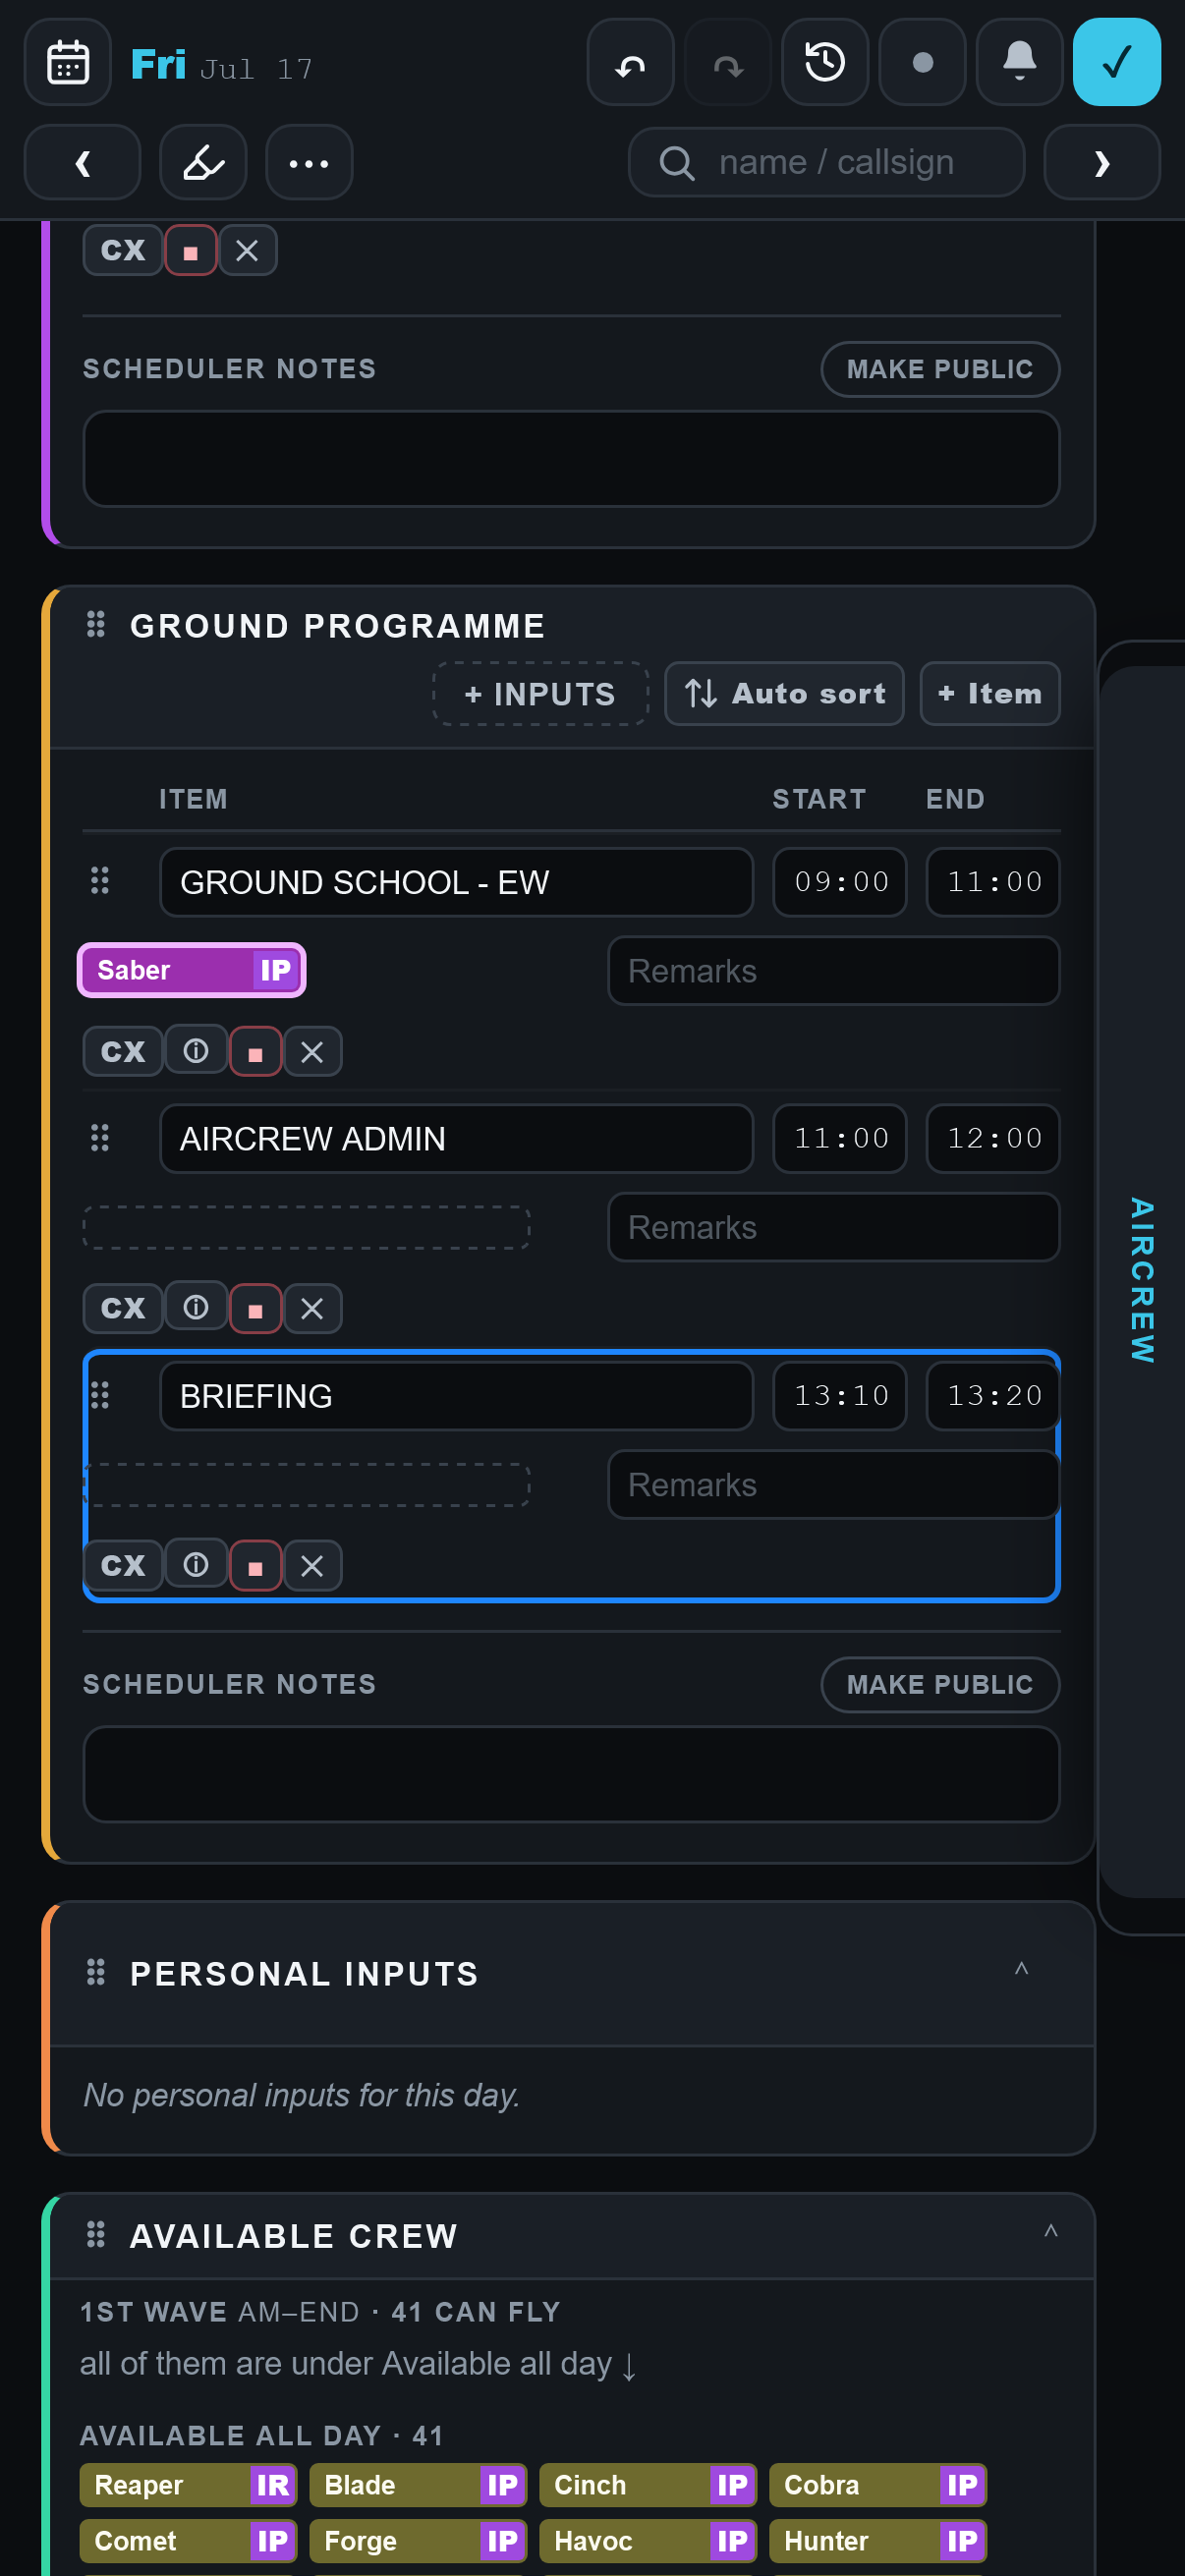 Fri Jul 17
name / callsign
CX
SCHEDULER NOTES MAKE PUBLIC
GROUND PROGRAMME
+ INPUTS Auto sort + Item
ITEM START END
GROUND SCHOOL - EW 09:00 11:00
Saber IP Remarks
CX
AIRCREW ADMIN 11:00 12:00
Remarks
CX
BRIEFING 13:10 13:20
Remarks
CX
SCHEDULER NOTES MAKE PUBLIC
AIRCREW
PERSONAL INPUTS
No personal inputs for this day.
AVAILABLE CREW
1ST WAVE AM–END · 41 CAN FLY
all of them are under Available all day ↓
AVAILABLE ALL DAY · 41
Reaper IR Blade IP Cinch IP Cobra IP
Comet IP Forge IP Havoc IP Hunter IP